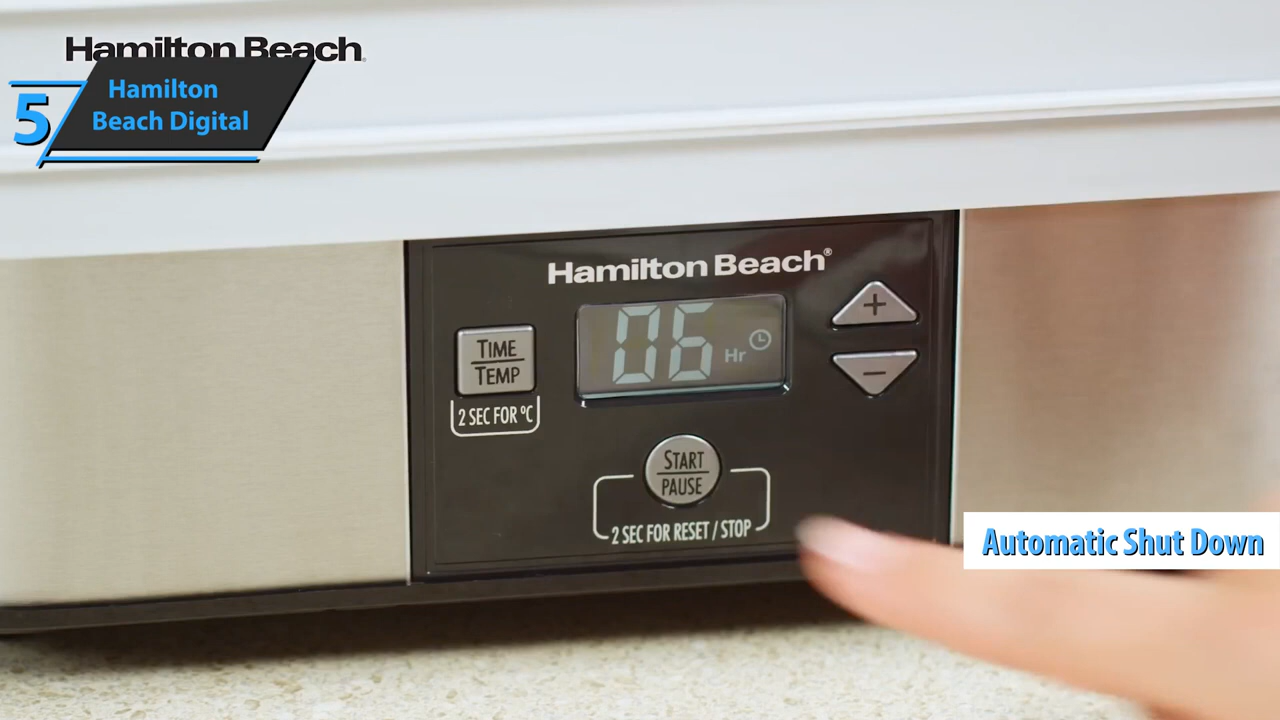 Hamilton Beach
5
Hamilton
Beach Digital
Hamilton Beach®
TIME
TEMP
2 SEC FOR ºC
06 Hr
+
−
START
PAUSE
2 SEC FOR RESET / STOP
Automatic Shut Down